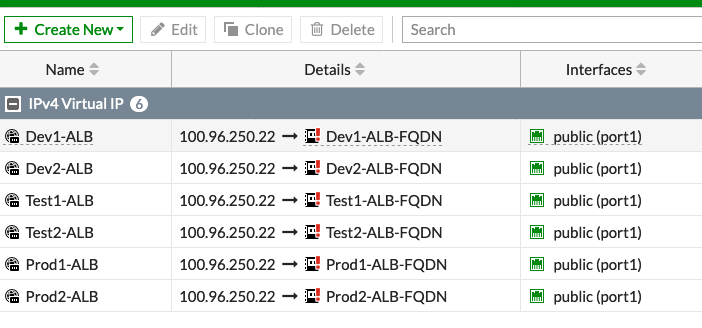 Create New Edit Clone Delete Search
Name Details Interfaces
IPv4 Virtual IP 6
Dev1-ALB 100.96.250.22 → Dev1-ALB-FQDN public (port1)
Dev2-ALB 100.96.250.22 → Dev2-ALB-FQDN public (port1)
Test1-ALB 100.96.250.22 → Test1-ALB-FQDN public (port1)
Test2-ALB 100.96.250.22 → Test2-ALB-FQDN public (port1)
Prod1-ALB 100.96.250.22 → Prod1-ALB-FQDN public (port1)
Prod2-ALB 100.96.250.22 → Prod2-ALB-FQDN public (port1)